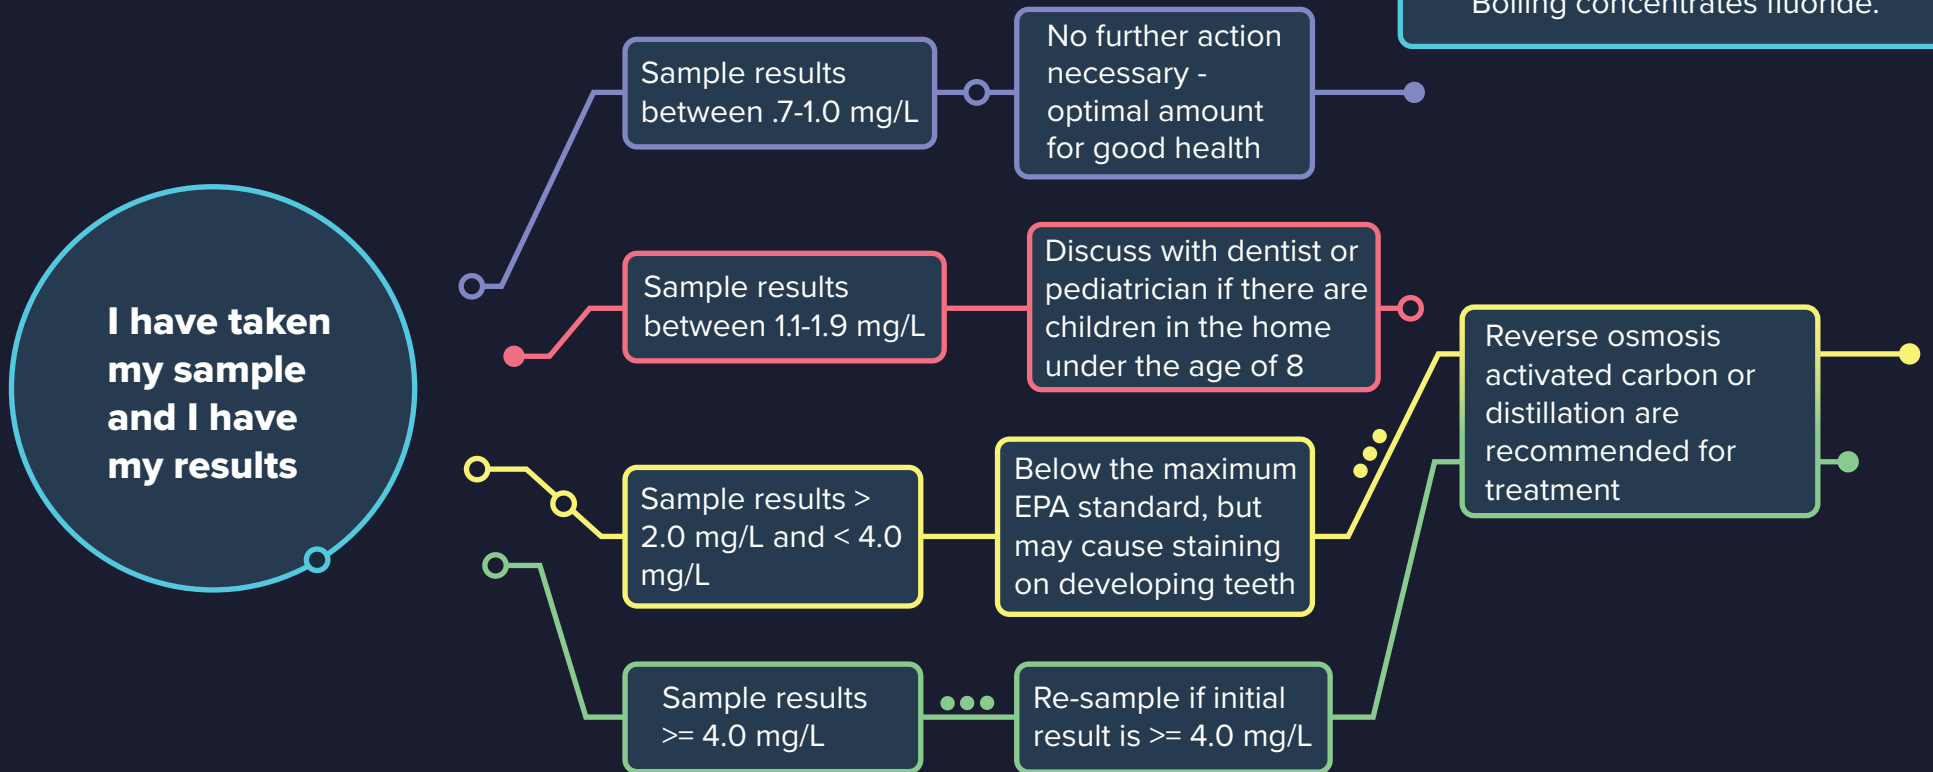 Boiling concentrates fluoride.
No further action
necessary -
optimal amount
for good health
Sample results
between .7-1.0 mg/L
Discuss with dentist or
pediatrician if there are
children in the home
under the age of 8
Sample results
between 1.1-1.9 mg/L
I have taken
my sample
and I have
my results
Reverse osmosis
activated carbon or
distillation are
recommended for
treatment
Sample results >
2.0 mg/L and < 4.0
mg/L
Below the maximum
EPA standard, but
may cause staining
on developing teeth
Sample results
>= 4.0 mg/L
Re-sample if initial
result is >= 4.0 mg/L